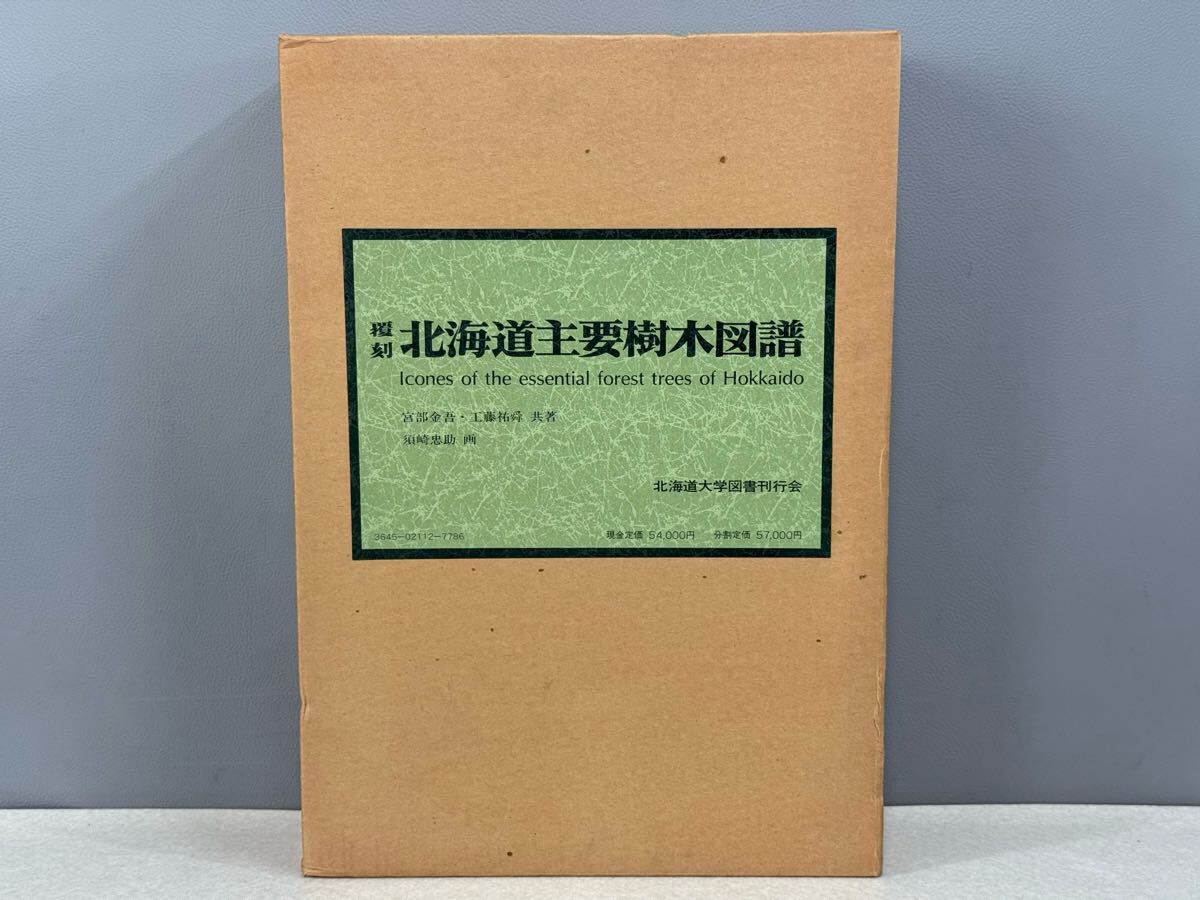 覆刻 北海道主要樹木図譜
Icones of the essential forest trees of Hokkaido
宮部金吾・工藤祐舜 共著
須崎忠助 画
北海道大学図書刊行会
3645-02112-7786 現金定価 54,000円 分割定価 57,000円